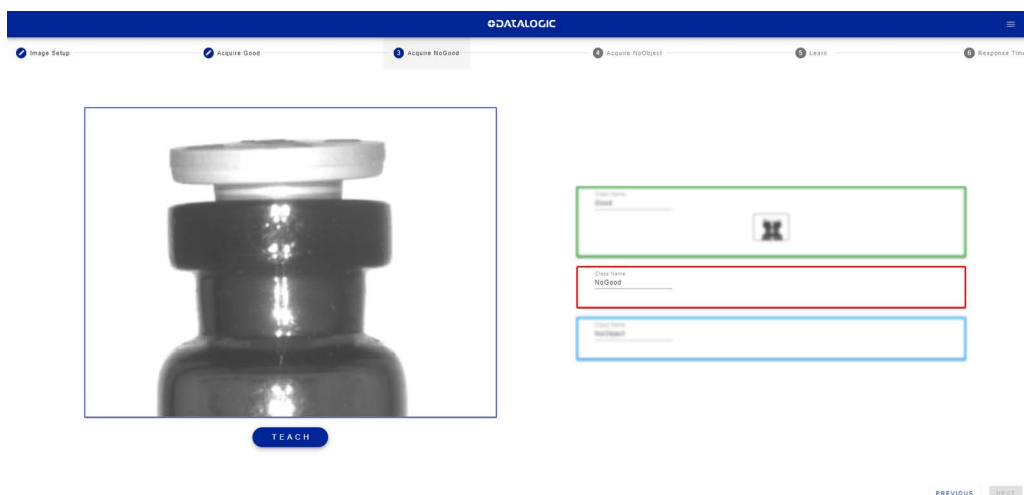 DATALOGIC
Image Setup
Acquire Good
3 Acquire NoGood
4 Acquire NoObject
5 Learn
6 Response Time
Class Name
Good
Class Name
NoGood
Class Name
NoObject
TEACH
PREVIOUS NEXT